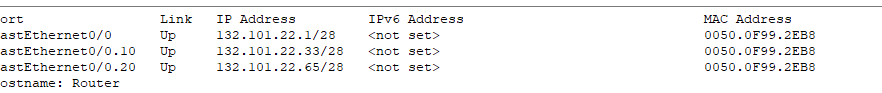 ort Link IP Address IPv6 Address MAC Address
astEthernet0/0 Up 132.101.22.1/28 <not set> 0050.0F99.2EB8
astEthernet0/0.10 Up 132.101.22.33/28 <not set> 0050.0F99.2EB8
astEthernet0/0.20 Up 132.101.22.65/28 <not set> 0050.0F99.2EB8
ostname: Router